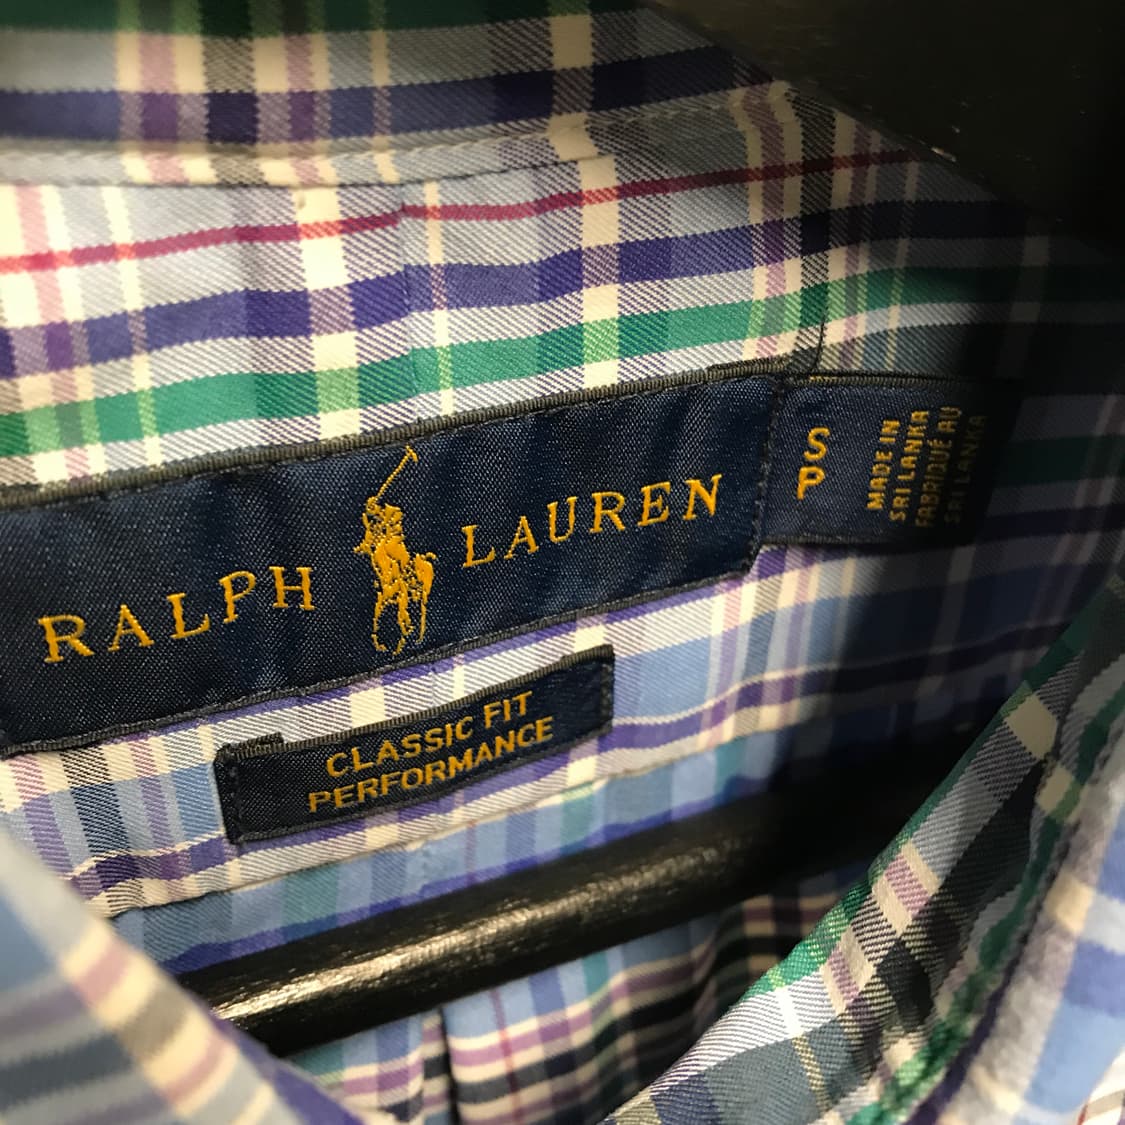 RALPH LAUREN
S
P
MADE IN
SRI LANKA
FABRIQUÉ AU
SRI LANKA
CLASSIC FIT
PERFORMANCE